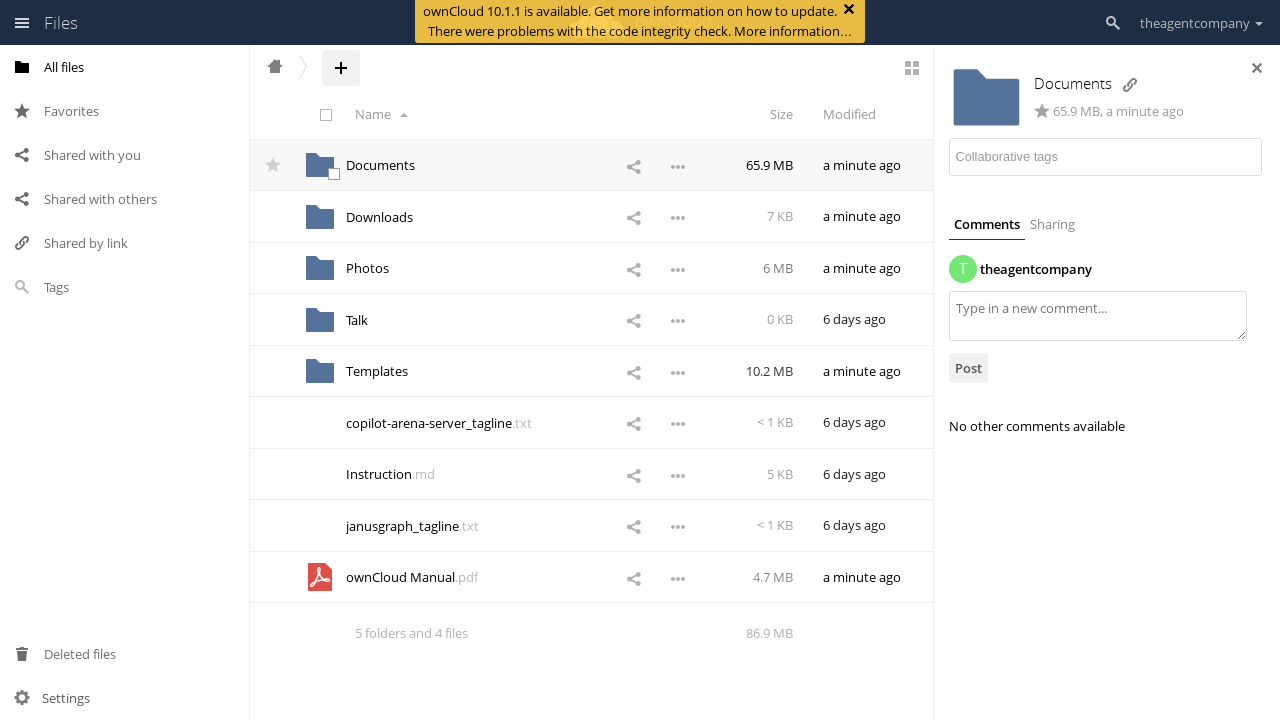 Files
ownCloud 10.1.1 is available. Get more information on how to update.
There were problems with the code integrity check. More information…
theagentcompany
All files
Favorites
Shared with you
Shared with others
Shared by link
Tags
Deleted files
Settings
Name
Size
Modified
Documents
65.9 MB
a minute ago
Downloads
7 KB
a minute ago
Photos
6 MB
a minute ago
Talk
0 KB
6 days ago
Templates
10.2 MB
a minute ago
copilot-arena-server_tagline.txt
< 1 KB
6 days ago
Instruction.md
5 KB
6 days ago
janusgraph_tagline.txt
< 1 KB
6 days ago
ownCloud Manual.pdf
4.7 MB
a minute ago
5 folders and 4 files
86.9 MB
Documents
65.9 MB, a minute ago
Collaborative tags
Comments
Sharing
T
theagentcompany
Type in a new comment...
Post
No other comments available